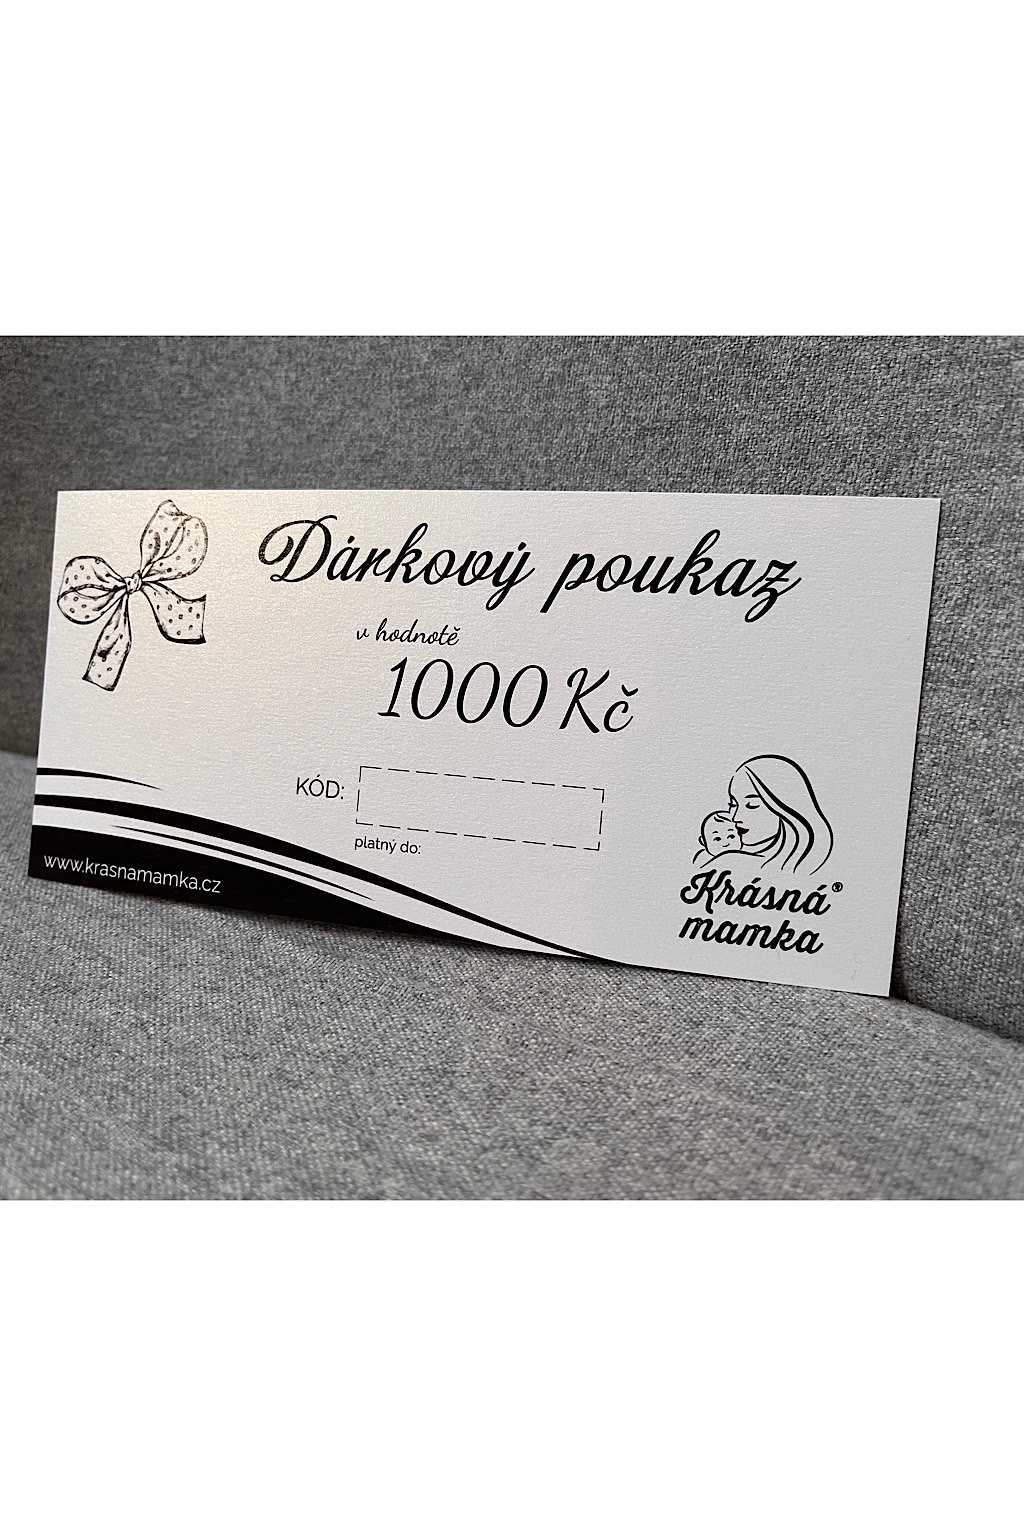 Dárkový poukaz
v hodnotě
1000 Kč
KÓD:
platný do:
www.krasnamamka.cz
Krásná®
mamka